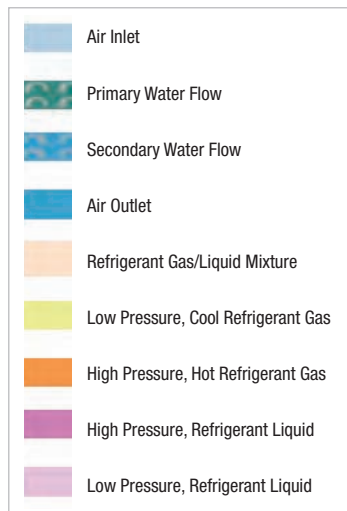 Air Inlet
Primary Water Flow
Secondary Water Flow
Air Outlet
Refrigerant Gas/Liquid Mixture
Low Pressure, Cool Refrigerant Gas
High Pressure, Hot Refrigerant Gas
High Pressure, Refrigerant Liquid
Low Pressure, Refrigerant Liquid